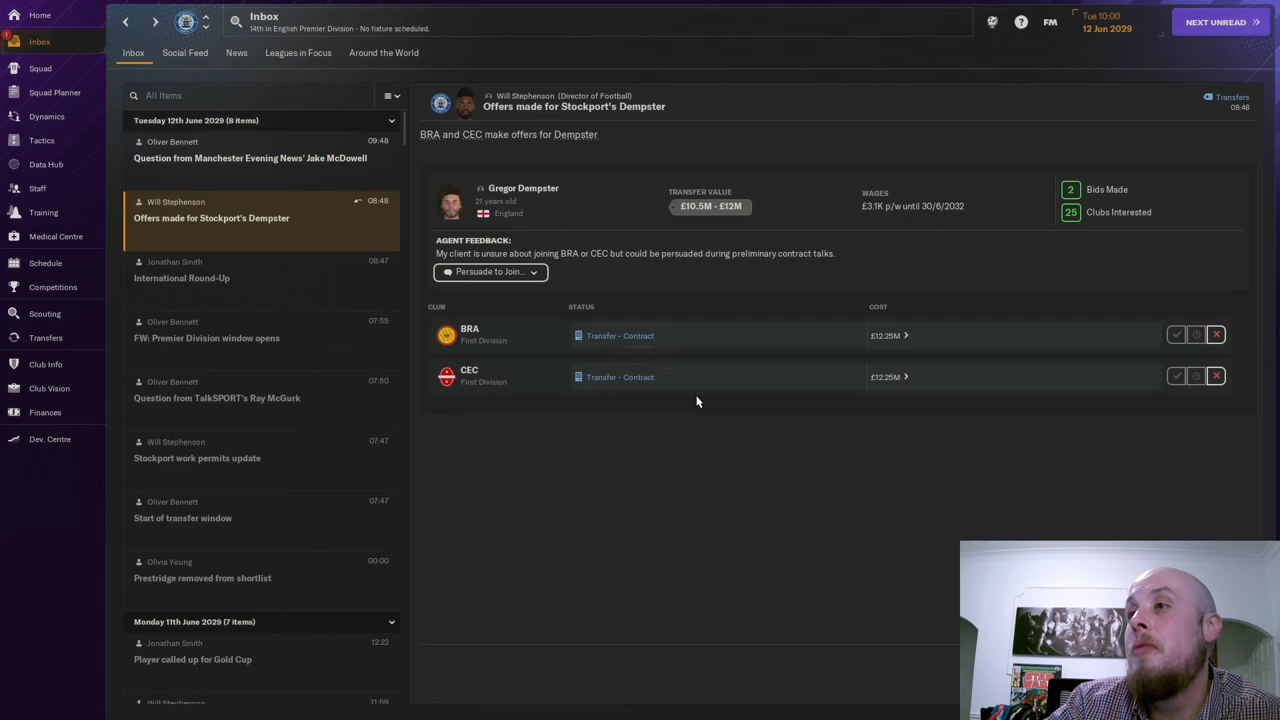 Home
Inbox
Squad
Squad Planner
Dynamics
Tactics
Data Hub
Staff
Training
Medical Centre
Schedule
Competitions
Scouting
Transfers
Club Info
Club Vision
Finances
Dev. Centre
Inbox
14th in English Premier Division - No fixture scheduled.
FM
Tue 10:00
12 Jun 2029
NEXT UNREAD
Inbox
Social Feed
News
Leagues in Focus
Around the World
All Items
Tuesday 12th June 2029 (8 items)
Oliver Bennett 09:48
Question from Manchester Evening News' Jake McDowell
Will Stephenson 08:48
Offers made for Stockport's Dempster
Jonathan Smith 08:47
International Round-Up
Oliver Bennett 07:55
FW: Premier Division window opens
Oliver Bennett 07:50
Question from TalkSPORT's Ray McGurk
Will Stephenson 07:47
Stockport work permits update
Oliver Bennett 07:47
Start of transfer window
Olivia Young 00:00
Prestridge removed from shortlist
Monday 11th June 2029 (7 items)
Jonathan Smith 12:22
Player called up for Gold Cup
Will Stephenson 11:59
Will Stephenson (Director of Football)
Offers made for Stockport's Dempster
Transfers
08:48
BRA and CEC make offers for Dempster
Gregor Dempster
21 years old
England
TRANSFER VALUE
£10.5M - £12M
WAGES
£3.1K p/w until 30/6/2032
2 Bids Made
25 Clubs Interested
AGENT FEEDBACK:
My client is unsure about joining BRA or CEC but could be persuaded during preliminary contract talks.
Persuade to Join...
CLUB STATUS COST
BRA
First Division
Transfer - Contract
£12.25M
CEC
First Division
Transfer - Contract
£12.25M
STAR
WARS